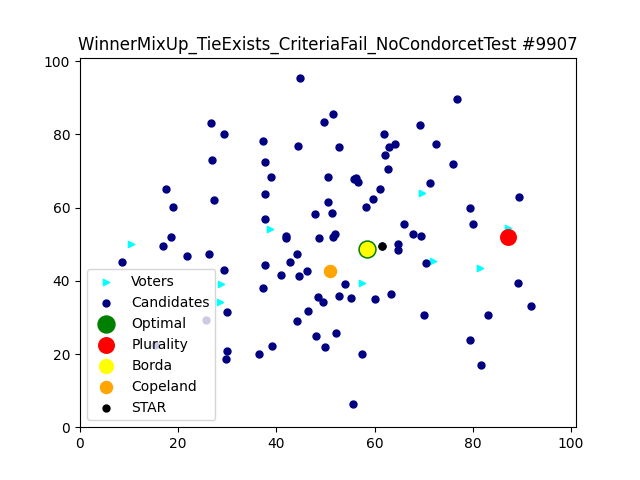 WinnerMixUp_TieExists_CriteriaFail_NoCondorcetTest #9907
100
80
60
40
20
0
Voters
Candidates
Optimal
Plurality
Borda
Copeland
STAR
0 20 40 60 80 100